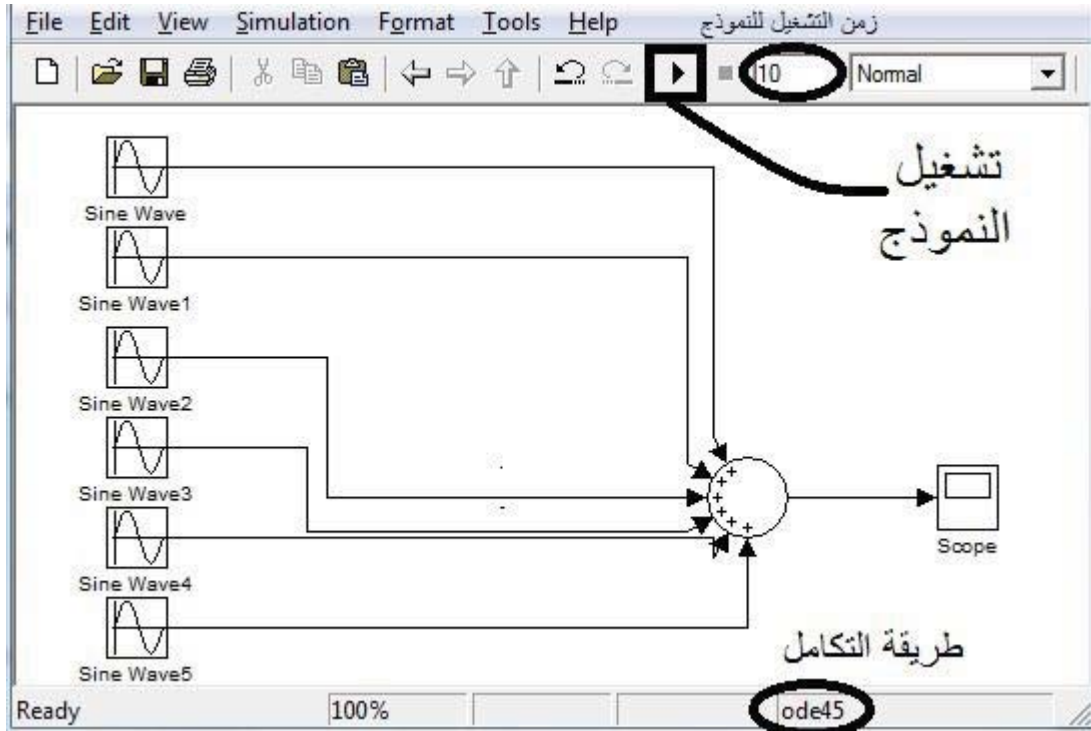 File Edit View Simulation Format Tools Help زمن التشغيل للنموذج
10 Normal
تشغيل
النموذج
Sine Wave
Sine Wave1
Sine Wave2
Sine Wave3
Sine Wave4
Sine Wave5
+
+
+
+
+
+
Scope
طريقة التكامل
Ready 100% ode45